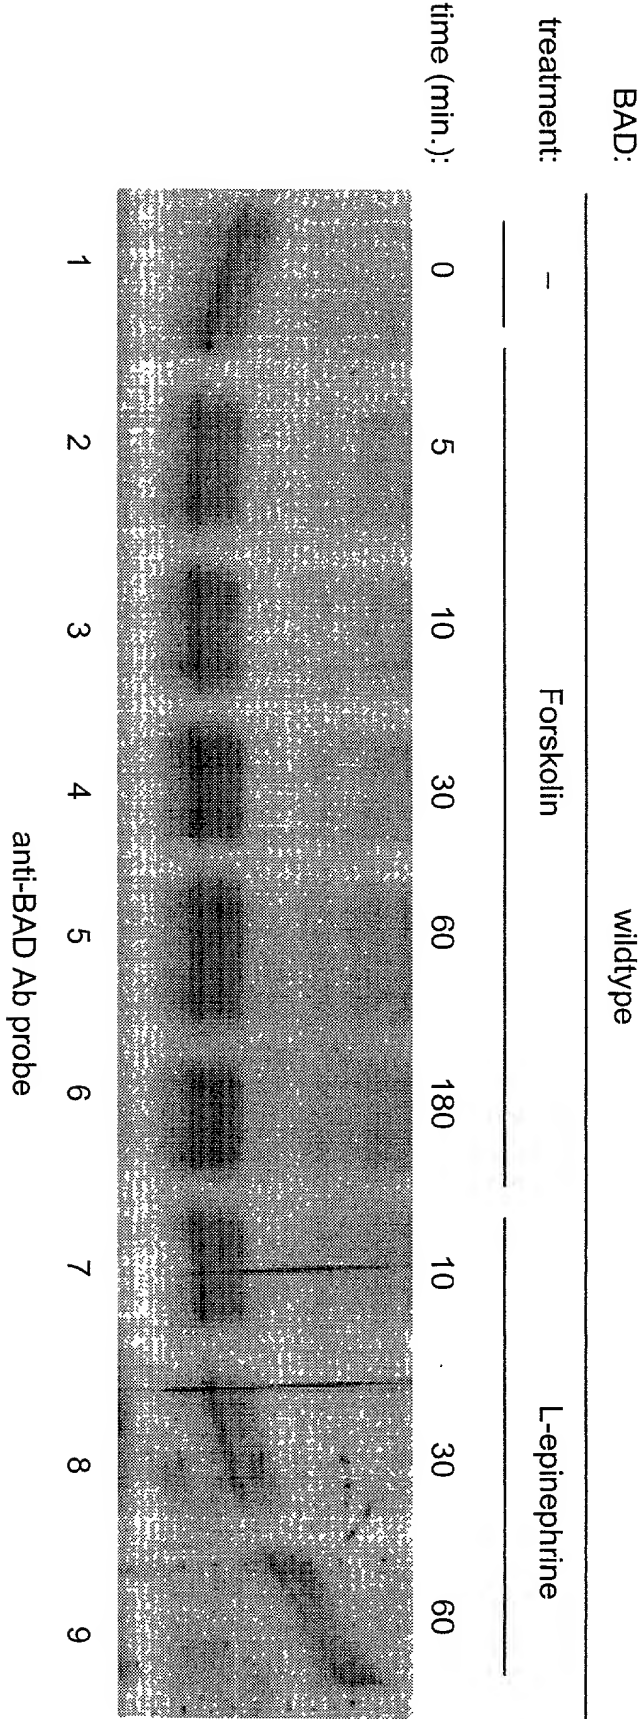 BAD: wildtype
treatment: – Forskolin L-epinephrine
time (min.): 0 5 10 30 60 180 10 30 60
1 2 3 4 5 6 7 8 9
anti-BAD Ab probe